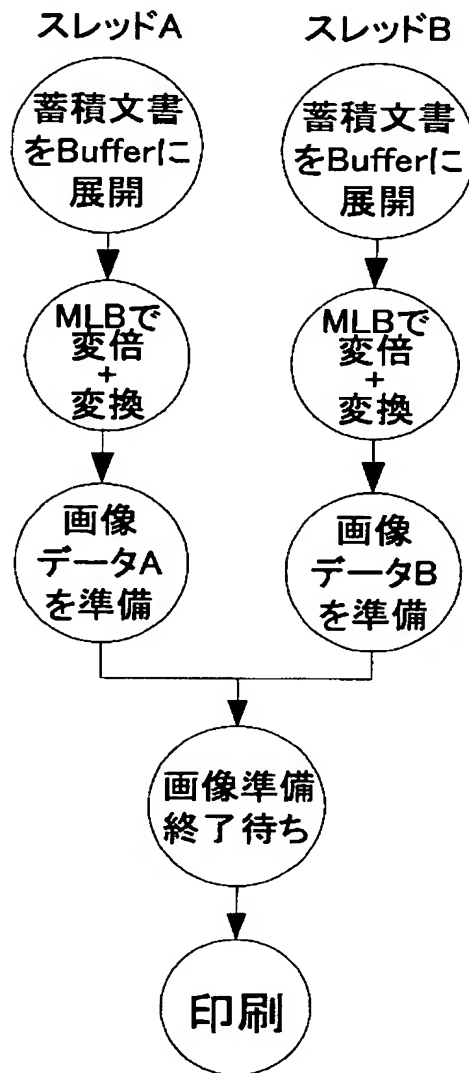 スレッドA
蓄積文書
をBufferに
展開
MLBで
変倍
+
変換
画像
データA
を準備
スレッドB
蓄積文書
をBufferに
展開
MLBで
変倍
+
変換
画像
データB
を準備
画像準備
終了待ち
印刷